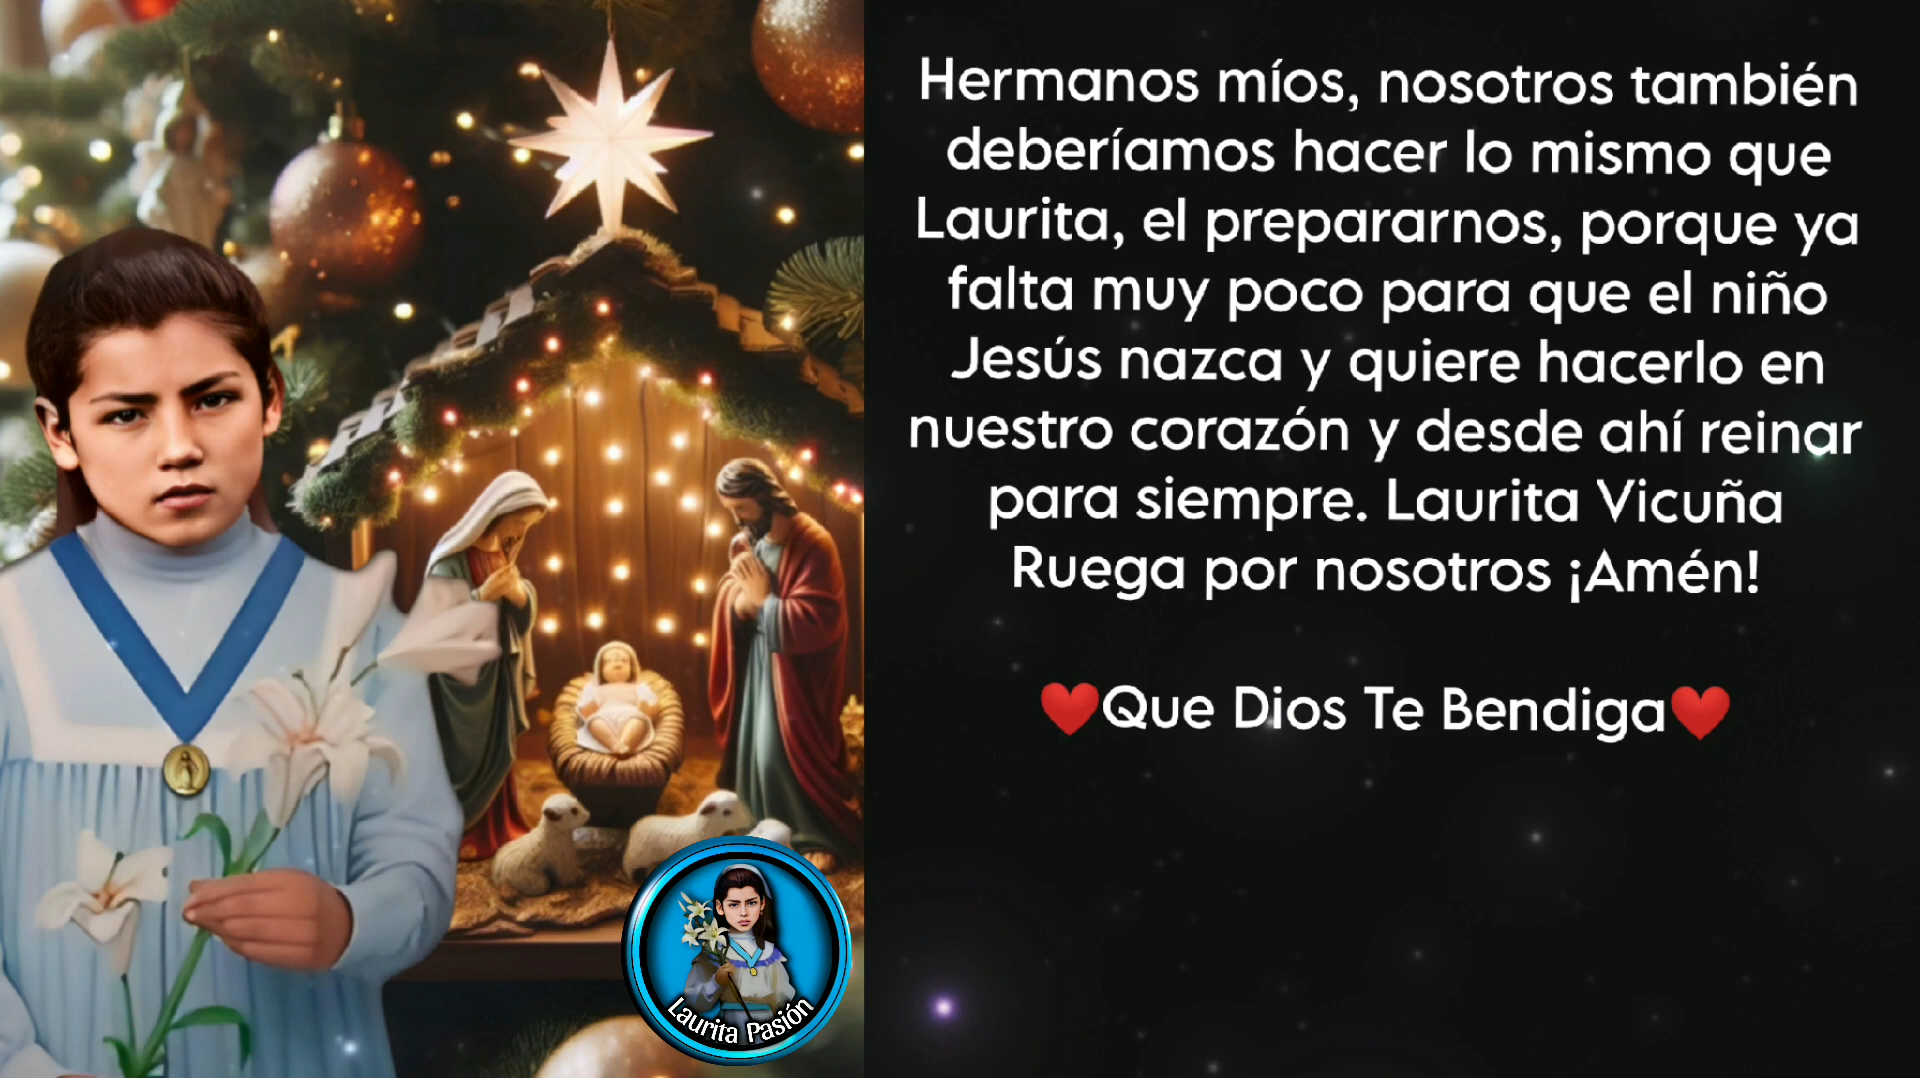 Hermanos míos, nosotros también
deberíamos hacer lo mismo que
Laurita, el prepararnos, porque ya
falta muy poco para que el niño
Jesús nazca y quiere hacerlo en
nuestro corazón y desde ahí reinar
para siempre. Laurita Vicuña
Ruega por nosotros ¡Amén!
❤️Que Dios Te Bendiga❤️
Laurita Pasión